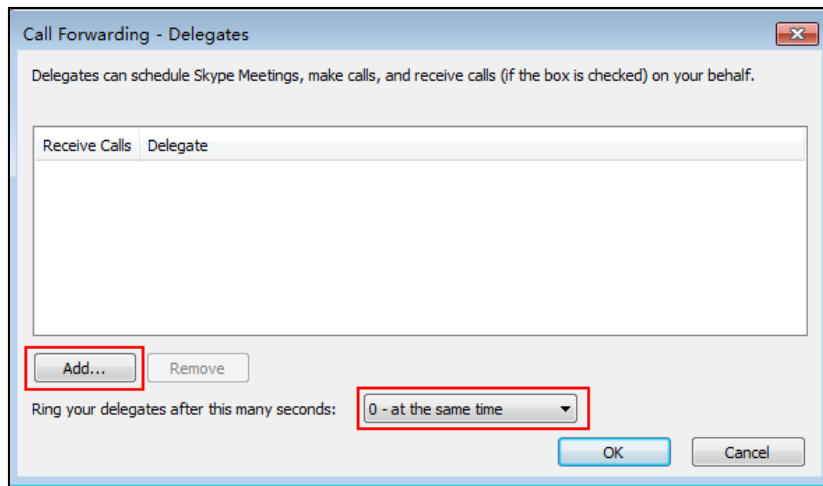 Call Forwarding - Delegates
Delegates can schedule Skype Meetings, make calls, and receive calls (if the box is checked) on your behalf.
Receive Calls Delegate
Add... Remove
Ring your delegates after this many seconds: 0 - at the same time
OK Cancel